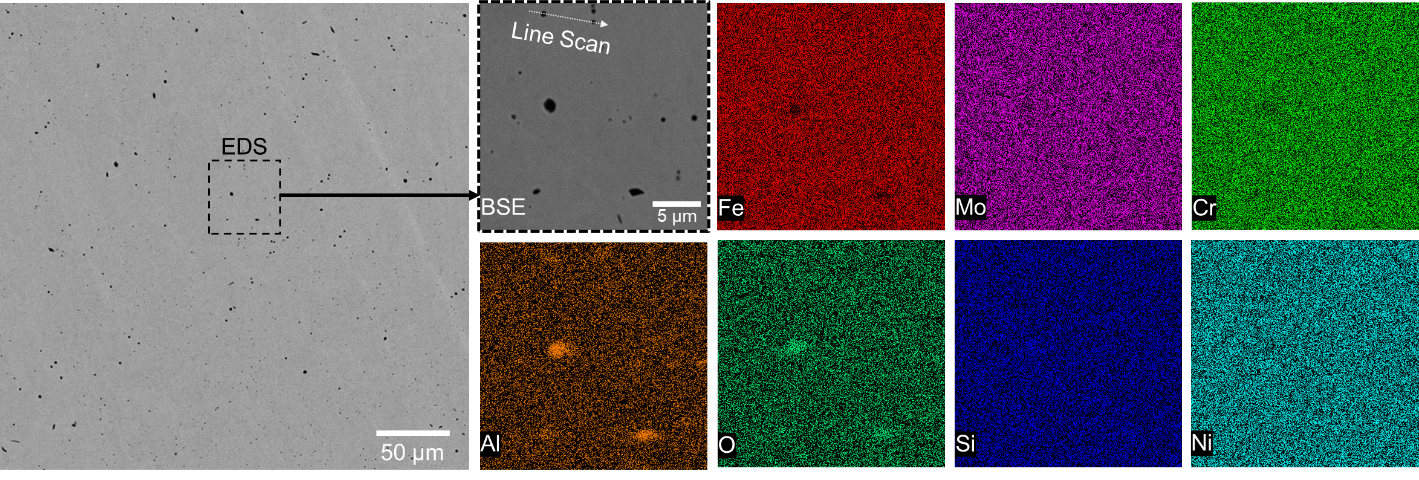 EDS
50 µm
Line Scan
BSE
5 µm
Fe
Mo
Cr
Al
O
Si
Ni